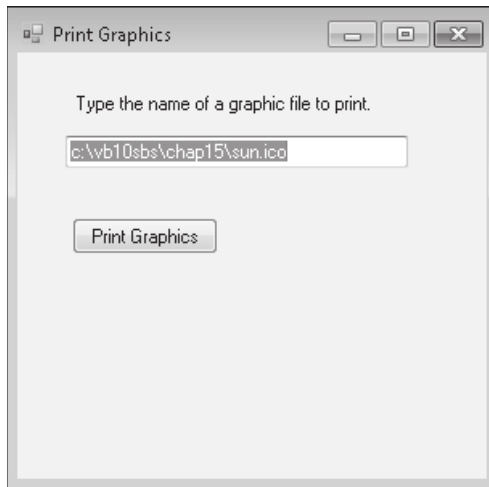 Print Graphics
Type the name of a graphic file to print.
c:\vb10sbs\chap15\sun.ico
Print Graphics